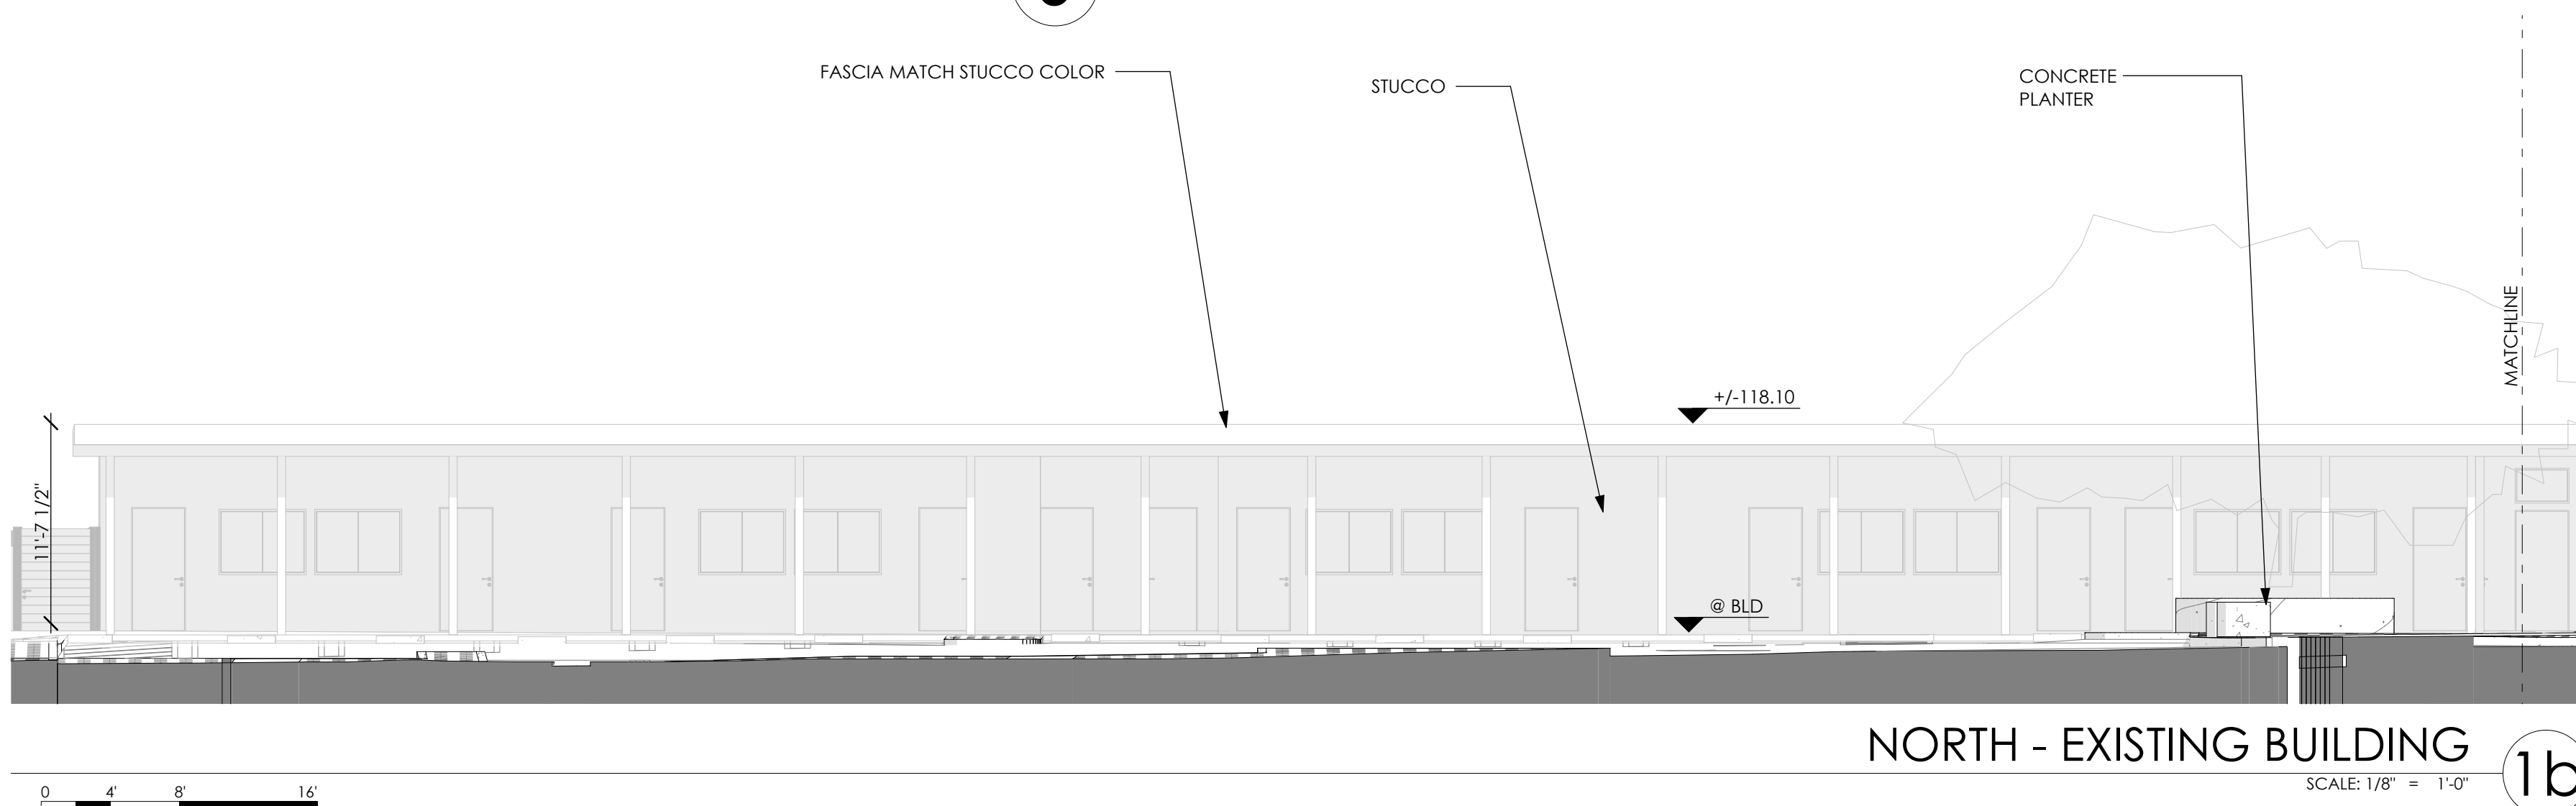 FASCIA MATCH STUCCO COLOR
STUCCO
CONCRETE
PLANTER
MATCHLINE
+/-118.10
11'-7 1/2"
@ BLD
NORTH - EXISTING BUILDING
1b
SCALE: 1/8" = 1'-0"
0 4' 8' 16'